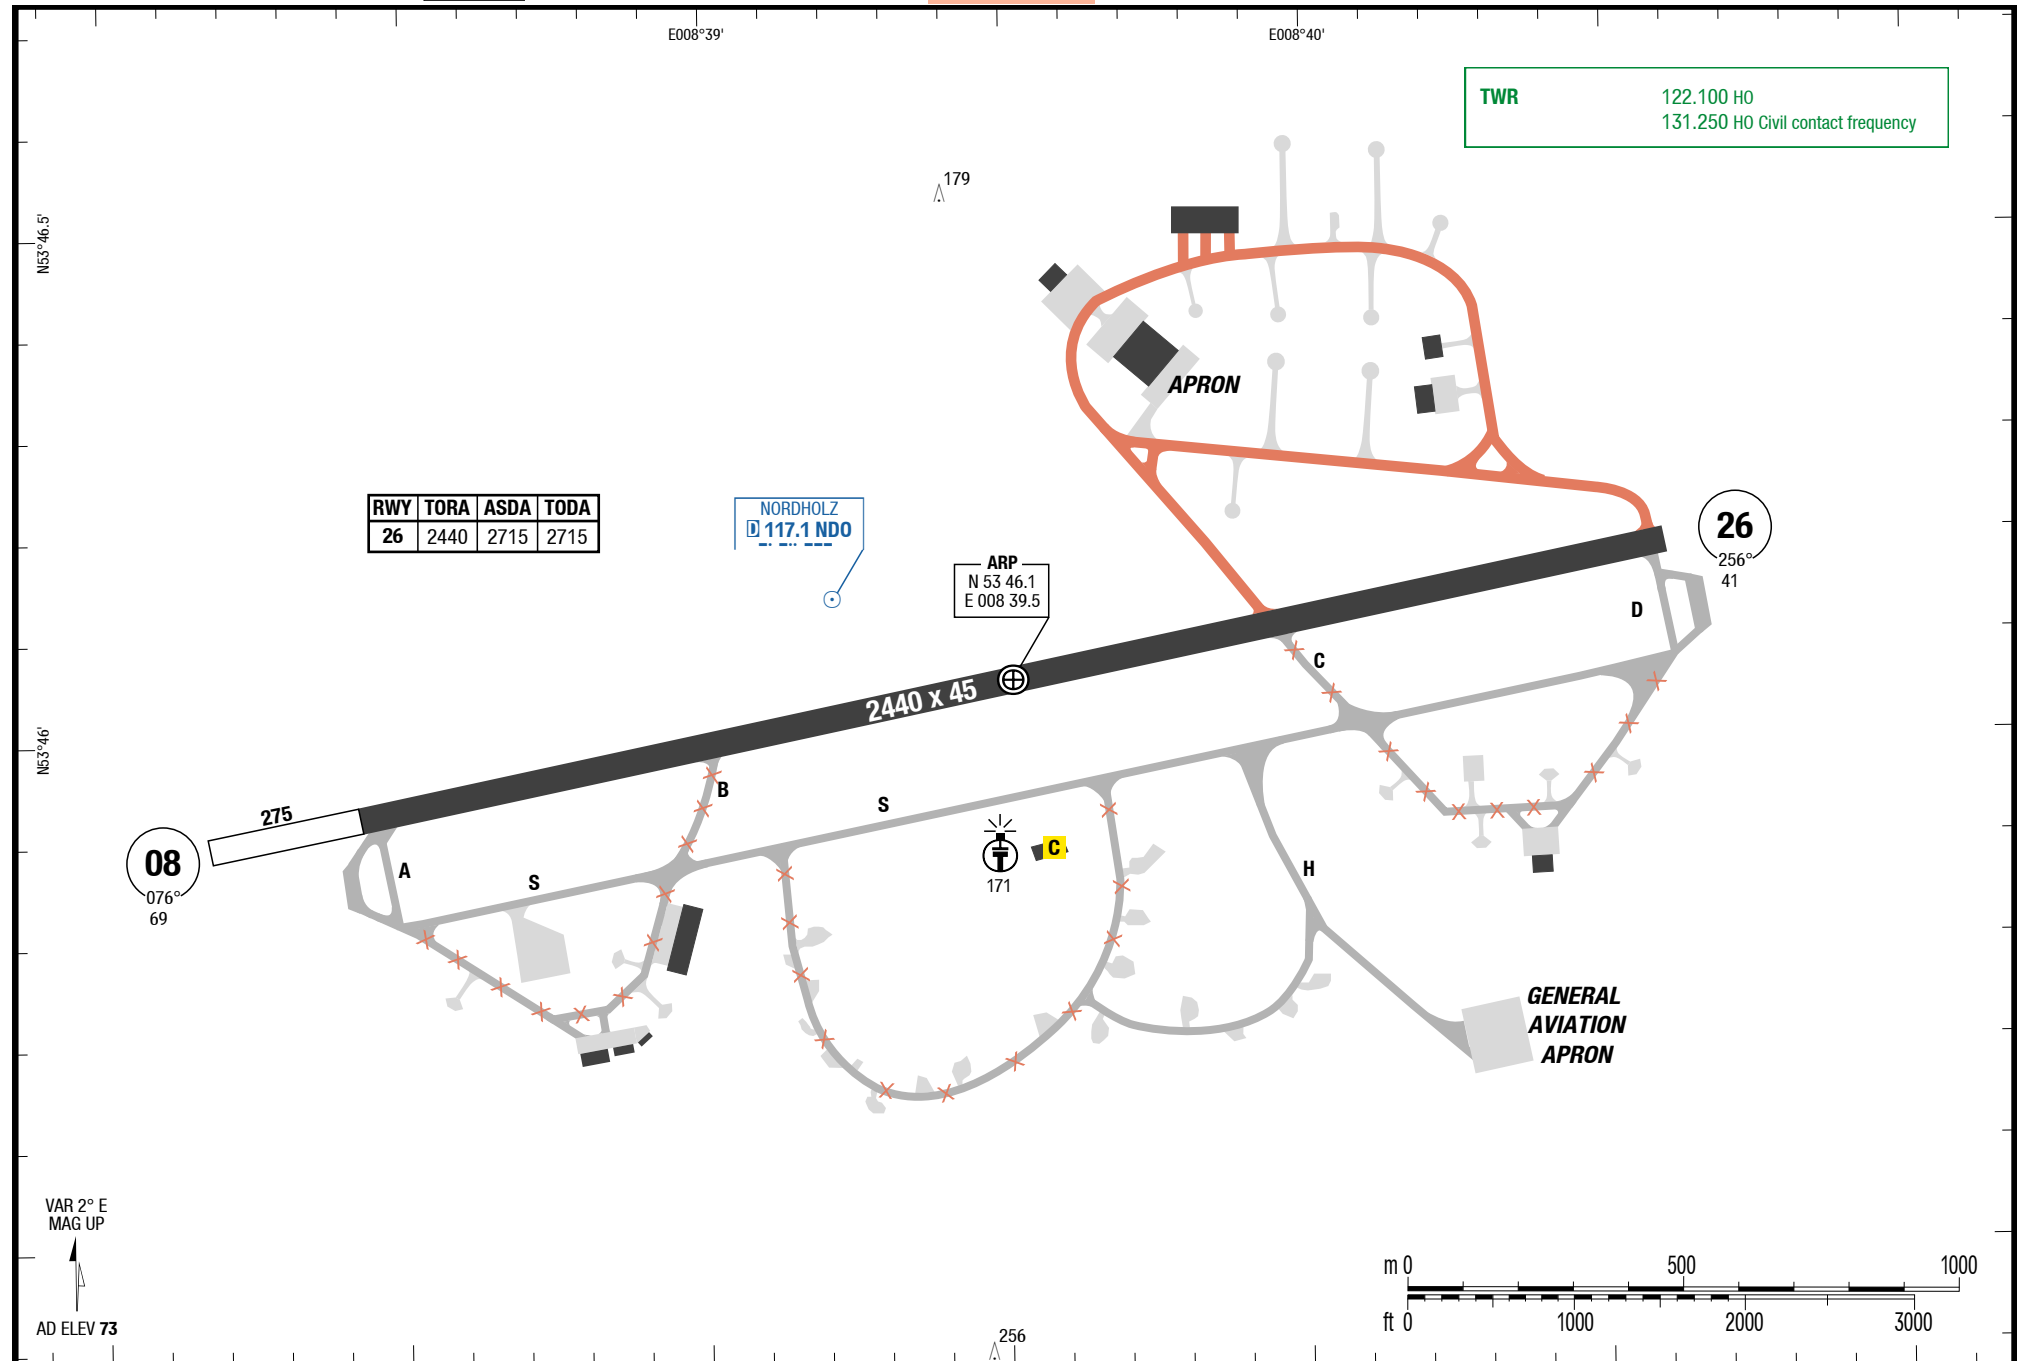 E008°39'
E008°40'
TWR 122.100 HO
131.250 HO Civil contact frequency
179
N53°46.5'
APRON
RWY TORA ASDA TODA
26 2440 2715 2715
NORDHOLZ
D 117.1 NDO
ARP
N 53 46.1
E 008 39.5
26
256°
41
D
C
2440 x 45
N53°46'
B
S
275
08
076°
69
A
S
C
171
H
GENERAL
AVIATION
APRON
VAR 2° E
MAG UP
AD ELEV 73
m 0 500 1000
ft 0 1000 2000 3000
256